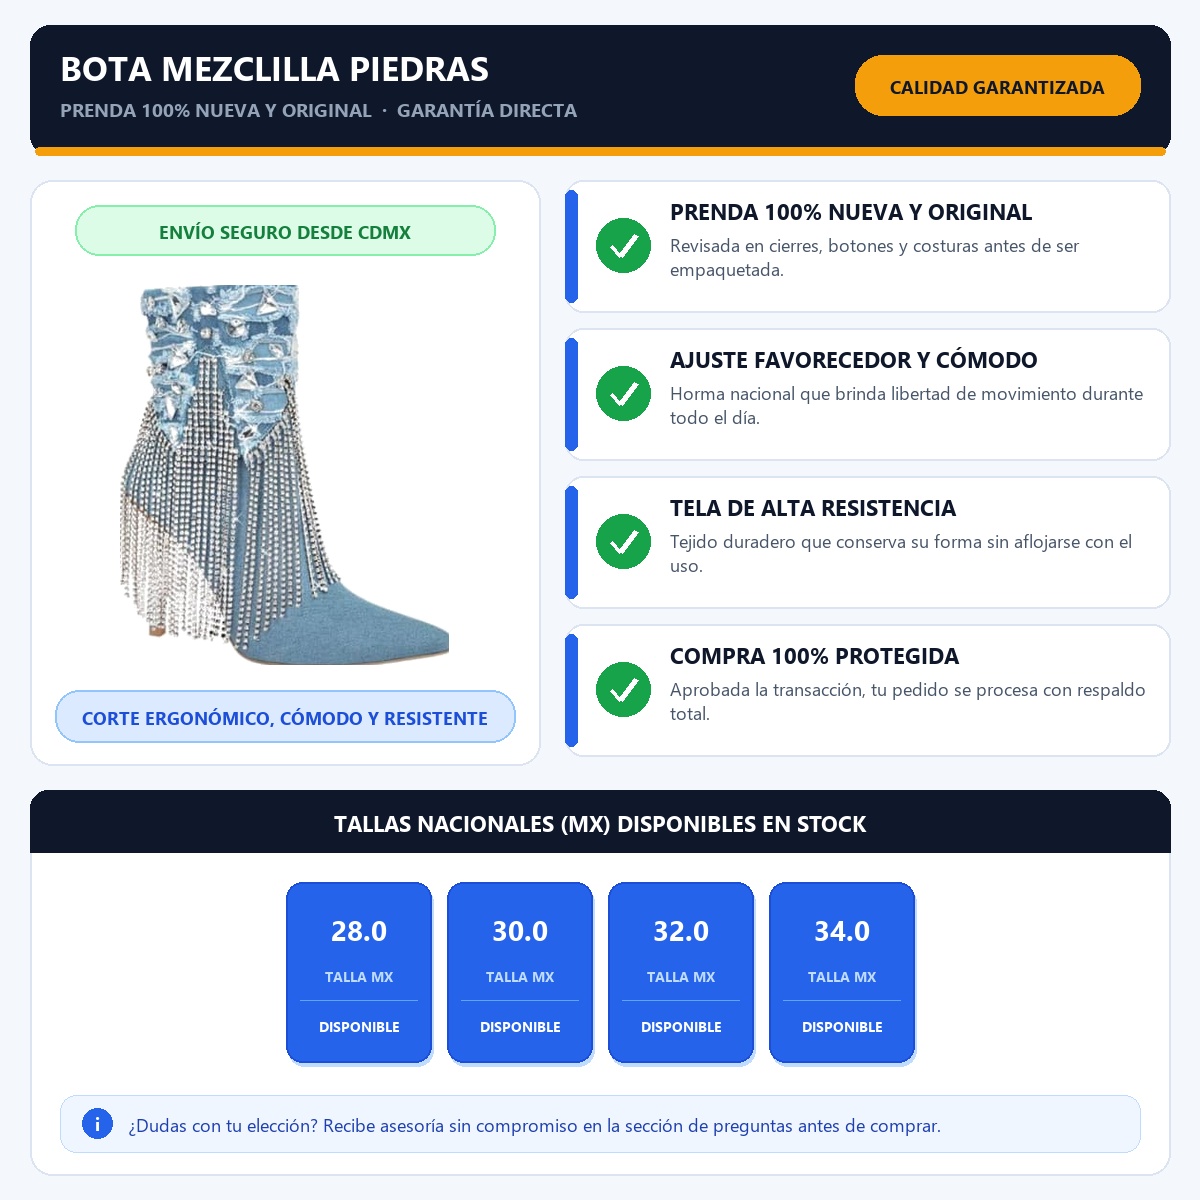 BOTA MEZCLILLA PIEDRAS
PRENDA 100% NUEVA Y ORIGINAL · GARANTÍA DIRECTA
CALIDAD GARANTIZADA
ENVÍO SEGURO DESDE CDMX
CORTE ERGONÓMICO, CÓMODO Y RESISTENTE
PRENDA 100% NUEVA Y ORIGINAL
Revisada en cierres, botones y costuras antes de ser
empaquetada.
AJUSTE FAVORECEDOR Y CÓMODO
Horma nacional que brinda libertad de movimiento durante
todo el día.
TELA DE ALTA RESISTENCIA
Tejido duradero que conserva su forma sin aflojarse con el
uso.
COMPRA 100% PROTEGIDA
Aprobada la transacción, tu pedido se procesa con respaldo
total.
TALLAS NACIONALES (MX) DISPONIBLES EN STOCK
28.0
TALLA MX
DISPONIBLE
30.0
TALLA MX
DISPONIBLE
32.0
TALLA MX
DISPONIBLE
34.0
TALLA MX
DISPONIBLE
¿Dudas con tu elección? Recibe asesoría sin compromiso en la sección de preguntas antes de comprar.